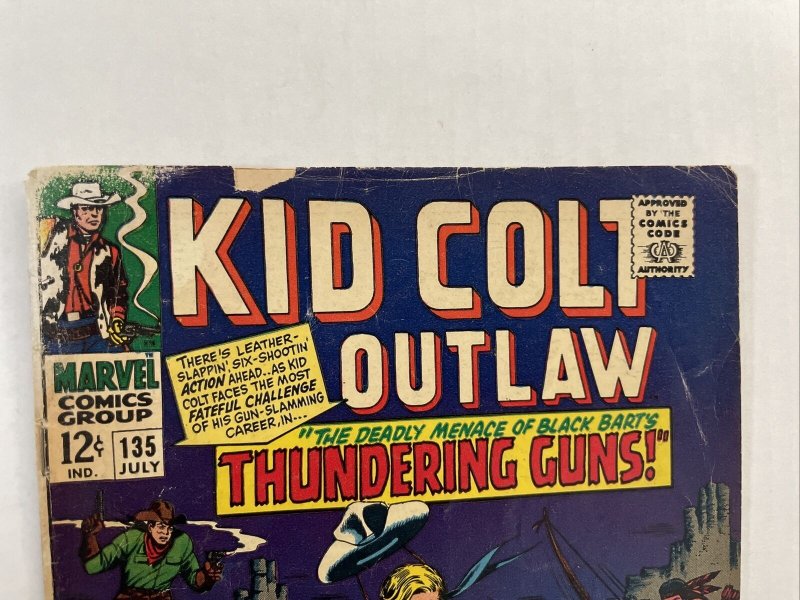 KID COLT
OUTLAW
APPROVED
BY THE
COMICS
CODE
CA
AUTHORITY
THERE'S LEATHER-
SLAPPIN' SIX-SHOOTIN'
ACTION AHEAD..AS KID
COLT FACES THE MOST
FATEFUL CHALLENGE
OF HIS GUN-SLAMMING
CAREER, IN...
MARVEL™
COMICS
GROUP
12¢ 135
IND. JULY
"THE DEADLY MENACE OF BLACK BART'S
THUNDERING GUNS!"